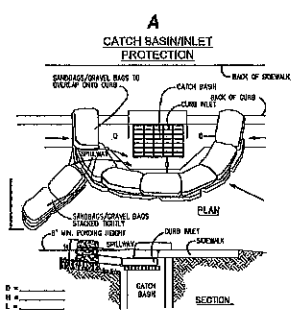 A
CATCH BASIN/INLET
PROTECTION
SANDBAGS/GRAVEL BAGS TO
OVERLAP ONTO CURB
BACK OF SIDEWALK
CATCH BASIN
BACK OF CURB
CURB INLET
D
SPILLWAY
PLAN
SANDBAGS/GRAVEL BAGS
STACKED TIGHTLY
6" MIN. PONDING HEIGHT
SPILLWAY
CURB INLET
SIDEWALK
CATCH
BASIN
SECTION
D =
H =
L =